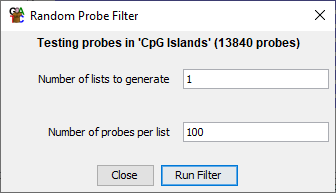 Random Probe Filter
Testing probes in 'CpG Islands' (13840 probes)
Number of lists to generate 1
Number of probes per list 100
Close Run Filter